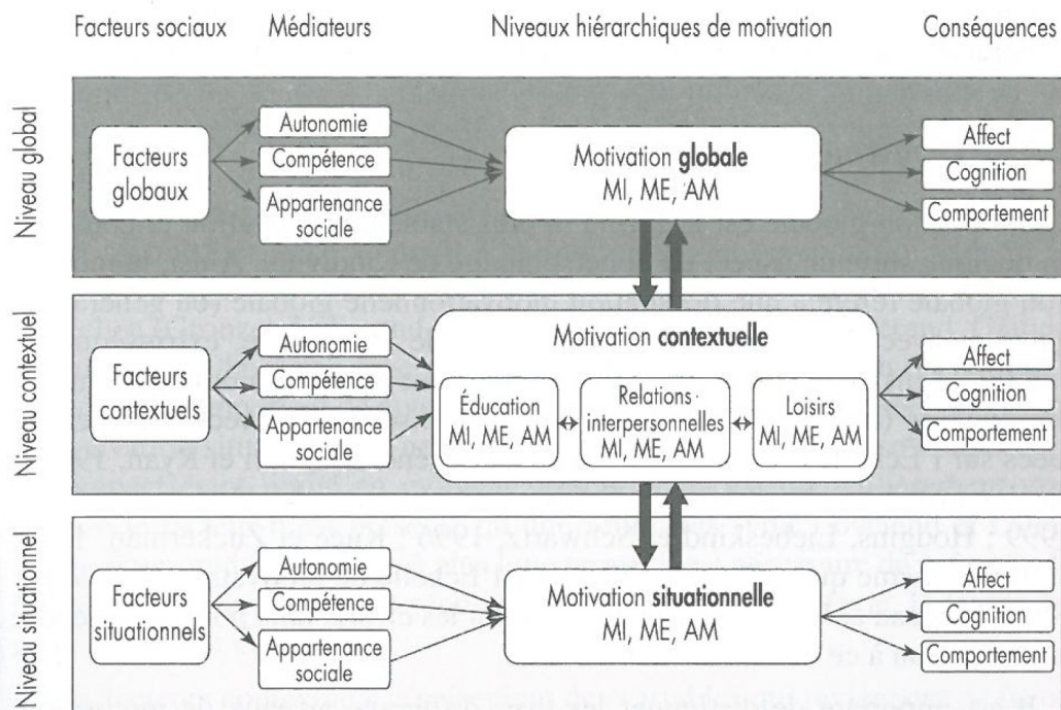 Facteurs sociaux
Médiateurs
Niveaux hiérarchiques de motivation
Conséquences
Niveau global
Facteurs
globaux
Autonomie
Compétence
Appartenance
sociale
Motivation globale
MI, ME, AM
Affect
Cognition
Comportement
Niveau contextuel
Facteurs
contextuels
Autonomie
Compétence
Appartenance
sociale
Motivation contextuelle
Éducation
MI, ME, AM
Relations
interpersonnelles
MI, ME, AM
Loisirs
MI, ME, AM
Affect
Cognition
Comportement
Niveau situationnel
Facteurs
situationnels
Autonomie
Compétence
Appartenance
sociale
Motivation situationnelle
MI, ME, AM
Affect
Cognition
Comportement